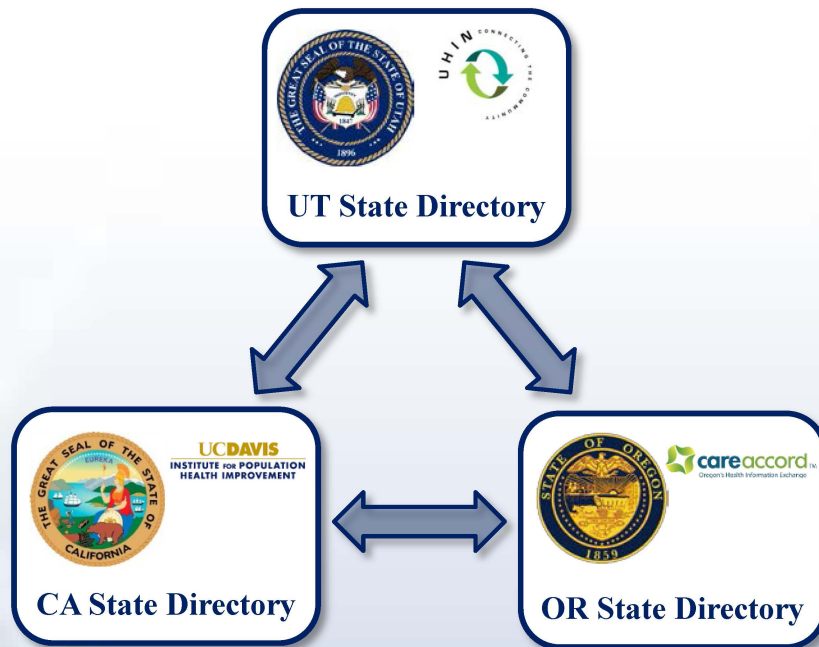 THE GREAT SEAL OF THE STATE OF UTAH
INDUSTRY
1847
1896
UHIN CONNECTING THE COMMUNITY
UT State Directory
THE GREAT SEAL OF THE STATE OF CALIFORNIA
EUREKA
UCDAVIS
INSTITUTE FOR POPULATION
HEALTH IMPROVEMENT
CA State Directory
STATE OF OREGON
1859
careaccord TM
Oregon's Health Information Exchange
OR State Directory